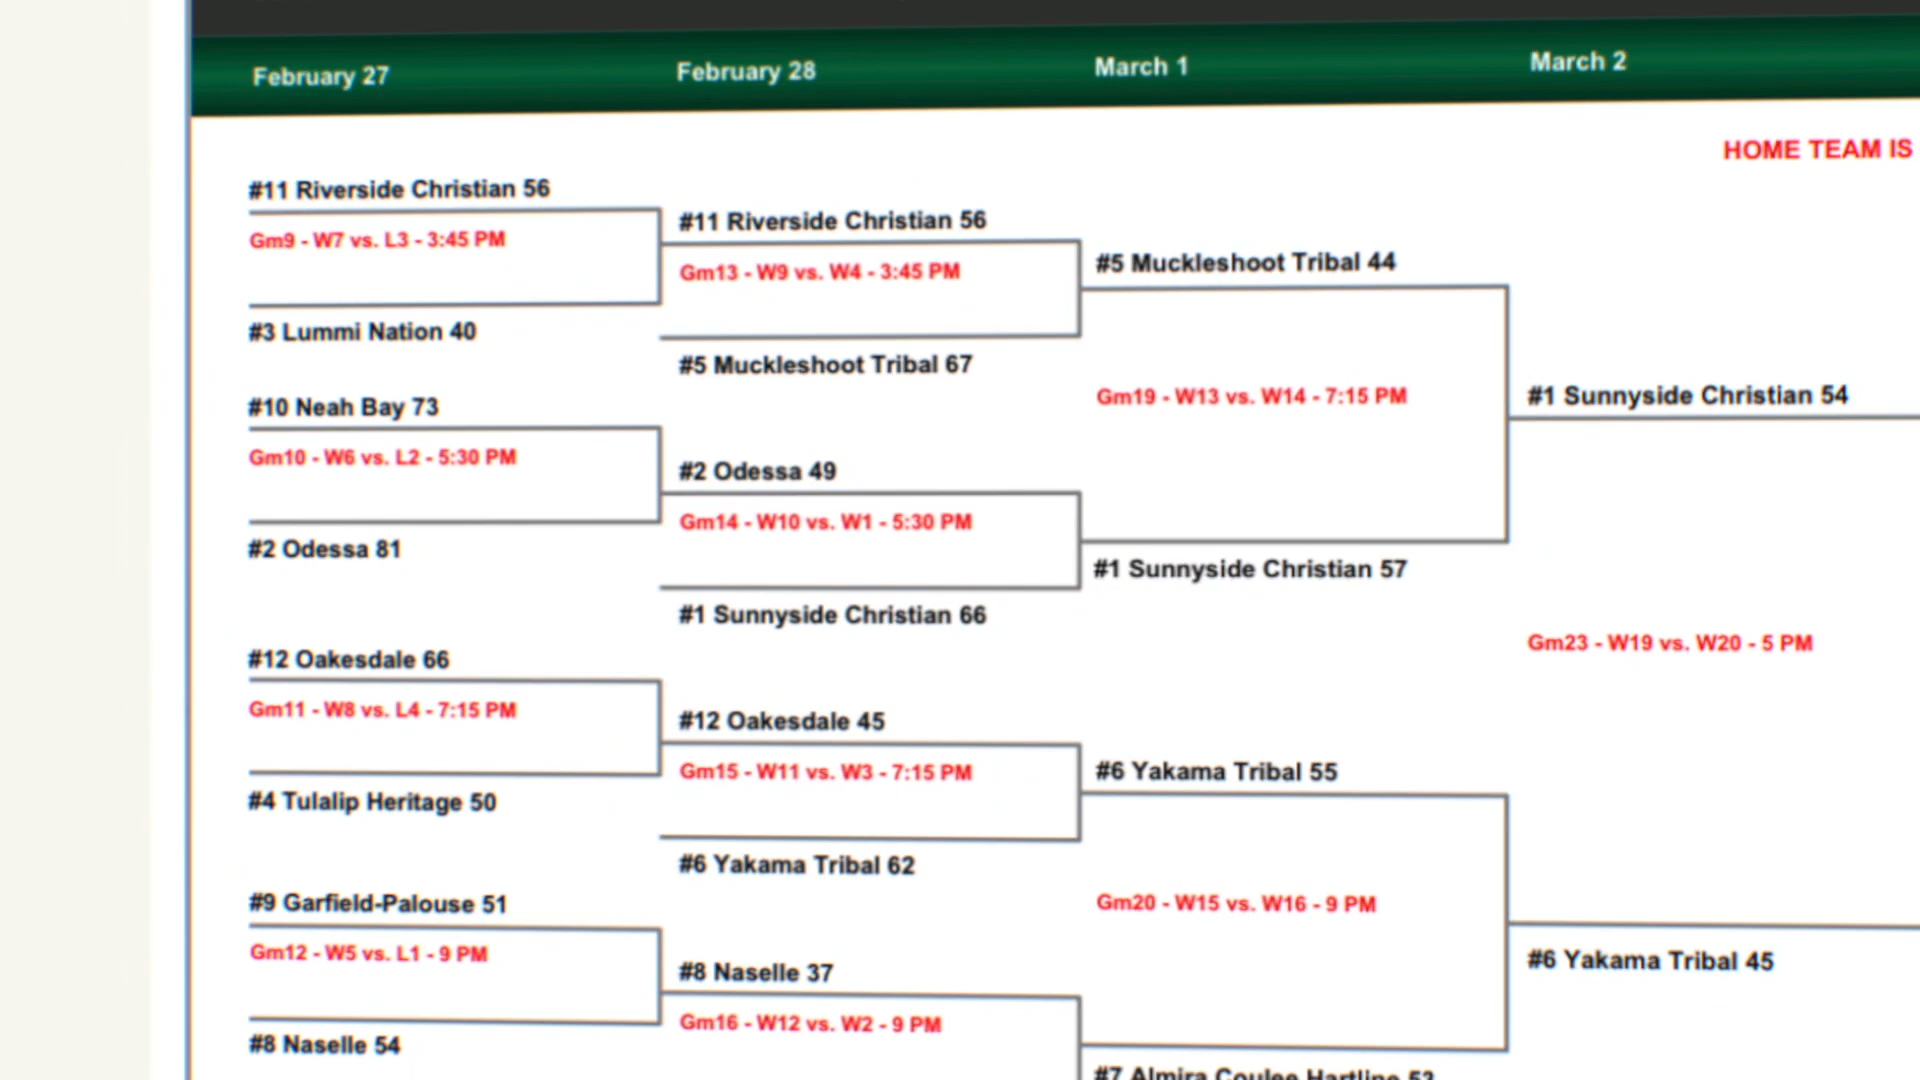 February 27
February 28
March 1
March 2
HOME TEAM IS
#11 Riverside Christian 56
Gm9 - W7 vs. L3 - 3:45 PM
#3 Lummi Nation 40
#10 Neah Bay 73
Gm10 - W6 vs. L2 - 5:30 PM
#2 Odessa 81
#12 Oakesdale 66
Gm11 - W8 vs. L4 - 7:15 PM
#4 Tulalip Heritage 50
#9 Garfield-Palouse 51
Gm12 - W5 vs. L1 - 9 PM
#8 Naselle 54
#11 Riverside Christian 56
Gm13 - W9 vs. W4 - 3:45 PM
#5 Muckleshoot Tribal 67
#2 Odessa 49
Gm14 - W10 vs. W1 - 5:30 PM
#1 Sunnyside Christian 66
#12 Oakesdale 45
Gm15 - W11 vs. W3 - 7:15 PM
#6 Yakama Tribal 62
#8 Naselle 37
Gm16 - W12 vs. W2 - 9 PM
#5 Muckleshoot Tribal 44
Gm19 - W13 vs. W14 - 7:15 PM
#1 Sunnyside Christian 57
#6 Yakama Tribal 55
Gm20 - W15 vs. W16 - 9 PM
#7 Almira Coulee Hartline
#1 Sunnyside Christian 54
Gm23 - W19 vs. W20 - 5 PM
#6 Yakama Tribal 45